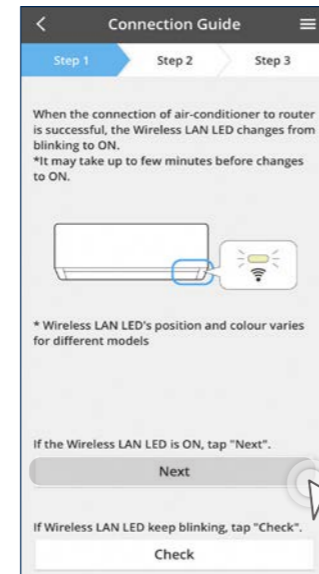 Connection Guide
Step 1 Step 2 Step 3
When the connection of air-conditioner to router
is successful, the Wireless LAN LED changes from
blinking to ON.
*It may take up to few minutes before changes
to ON.
* Wireless LAN LED's position and colour varies
for different models
If the Wireless LAN LED is ON, tap "Next".
Next
If Wireless LAN LED keep blinking, tap "Check".
Check